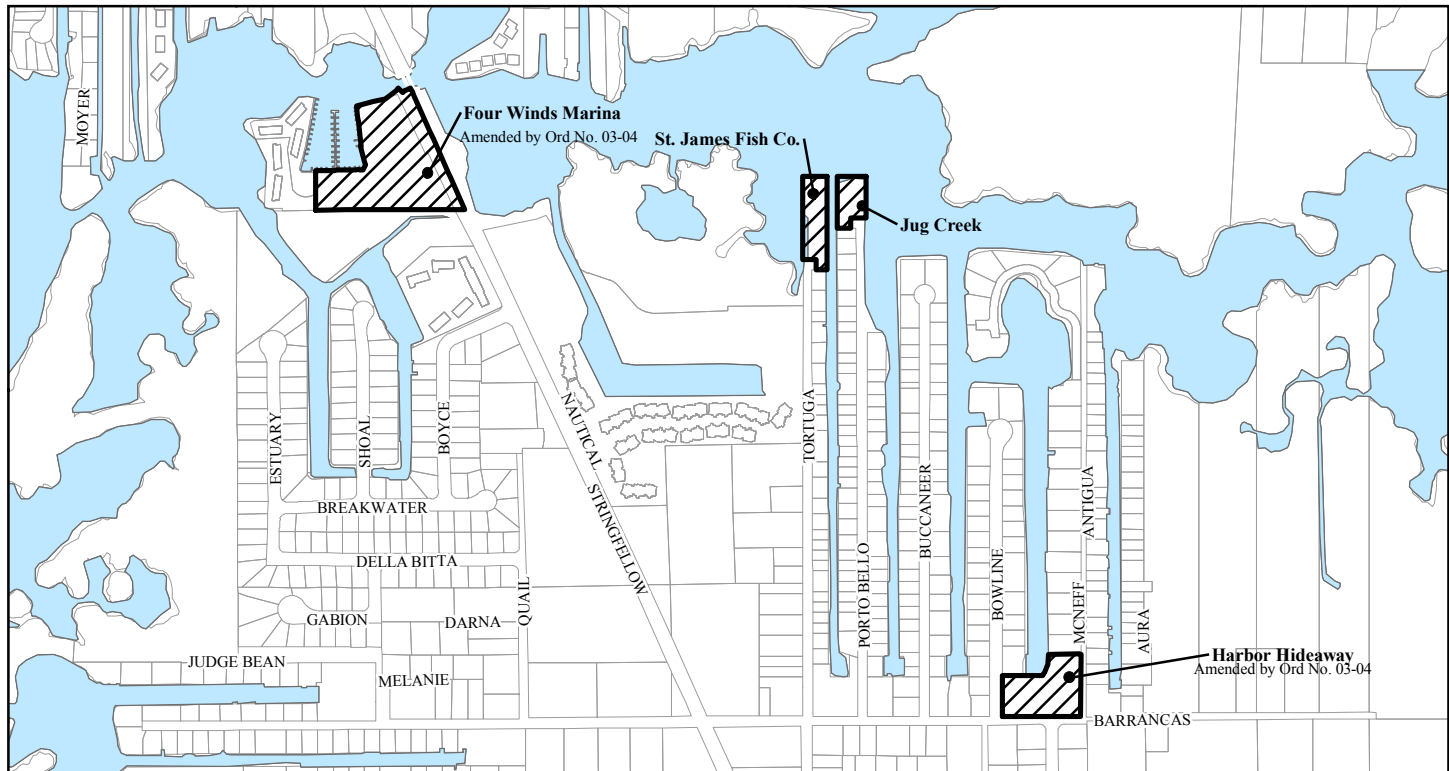 MOYER
Four Winds Marina
Amended by Ord No. 03-04
St. James Fish Co.
Jug Creek
ESTUARY
SHOAL
BOYCE
NAUTICAL
STRINGFELLOW
TORTUGA
PORTO BELLO
BUCCANEER
BOWLINE
ANTIGUA
MCNEFF
AURA
BREAKWATER
DELLA BITTA
QUAIL
GABION
DARNA
JUDGE BEAN
MELANIE
Harbor Hideaway
Amended by Ord No. 03-04
BARRANCAS